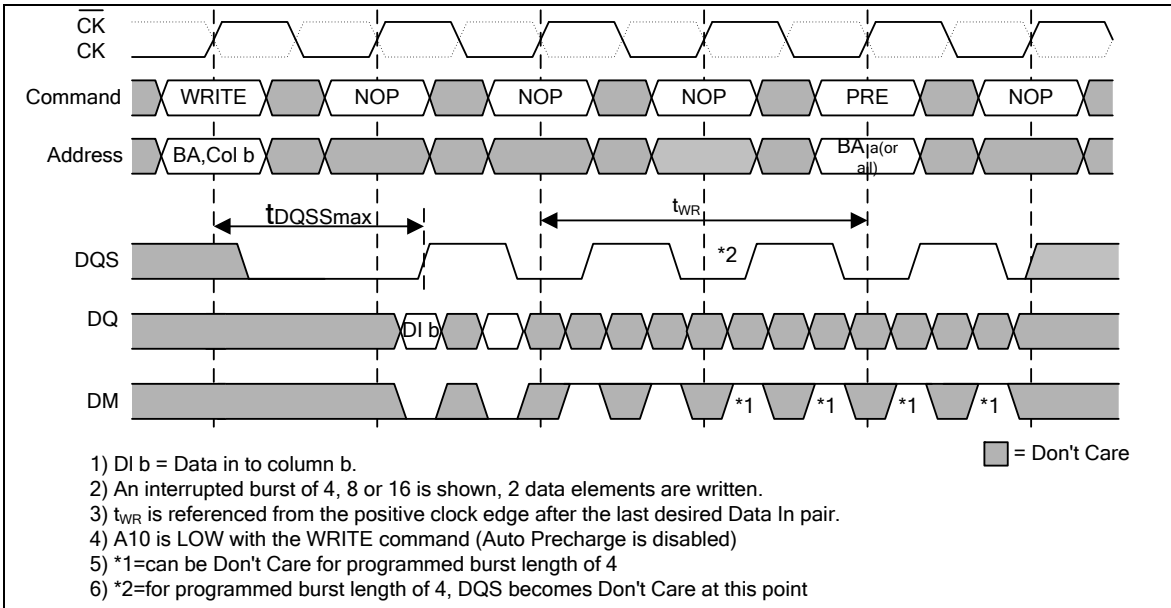 CK
CK
Command WRITE NOP NOP NOP PRE NOP
Address BA,Col b BA a(or
all)
tDQSSmax tWR
DQS *2
DQ DI b
DM *1 *1 *1 *1
= Don't Care
1) DI b = Data in to column b.
2) An interrupted burst of 4, 8 or 16 is shown, 2 data elements are written.
3) tWR is referenced from the positive clock edge after the last desired Data In pair.
4) A10 is LOW with the WRITE command (Auto Precharge is disabled)
5) *1=can be Don't Care for programmed burst length of 4
6) *2=for programmed burst length of 4, DQS becomes Don't Care at this point